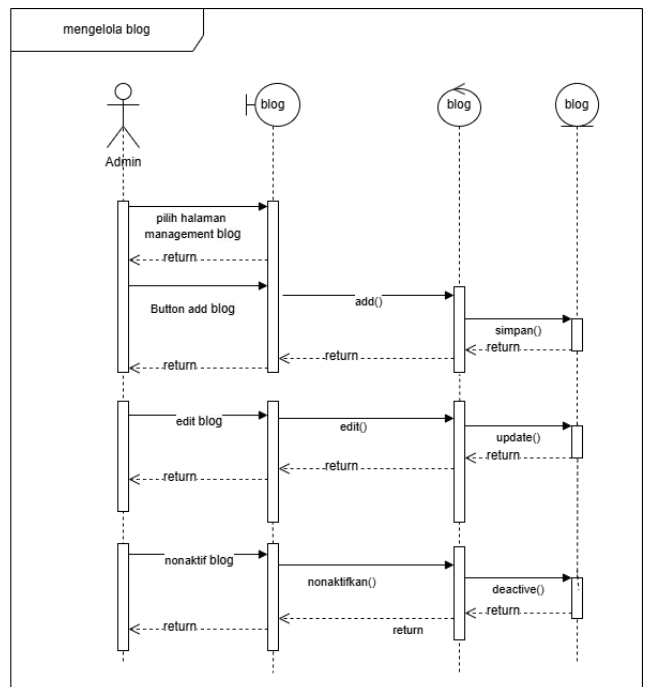 mengelola blog
blog
blog
blog
Admin
pilih halaman
management blog
return
Button add blog
add()
simpan()
return
return
return
edit blog
edit()
update()
return
return
return
nonaktif blog
nonaktifkan()
deactive()
return
return
return